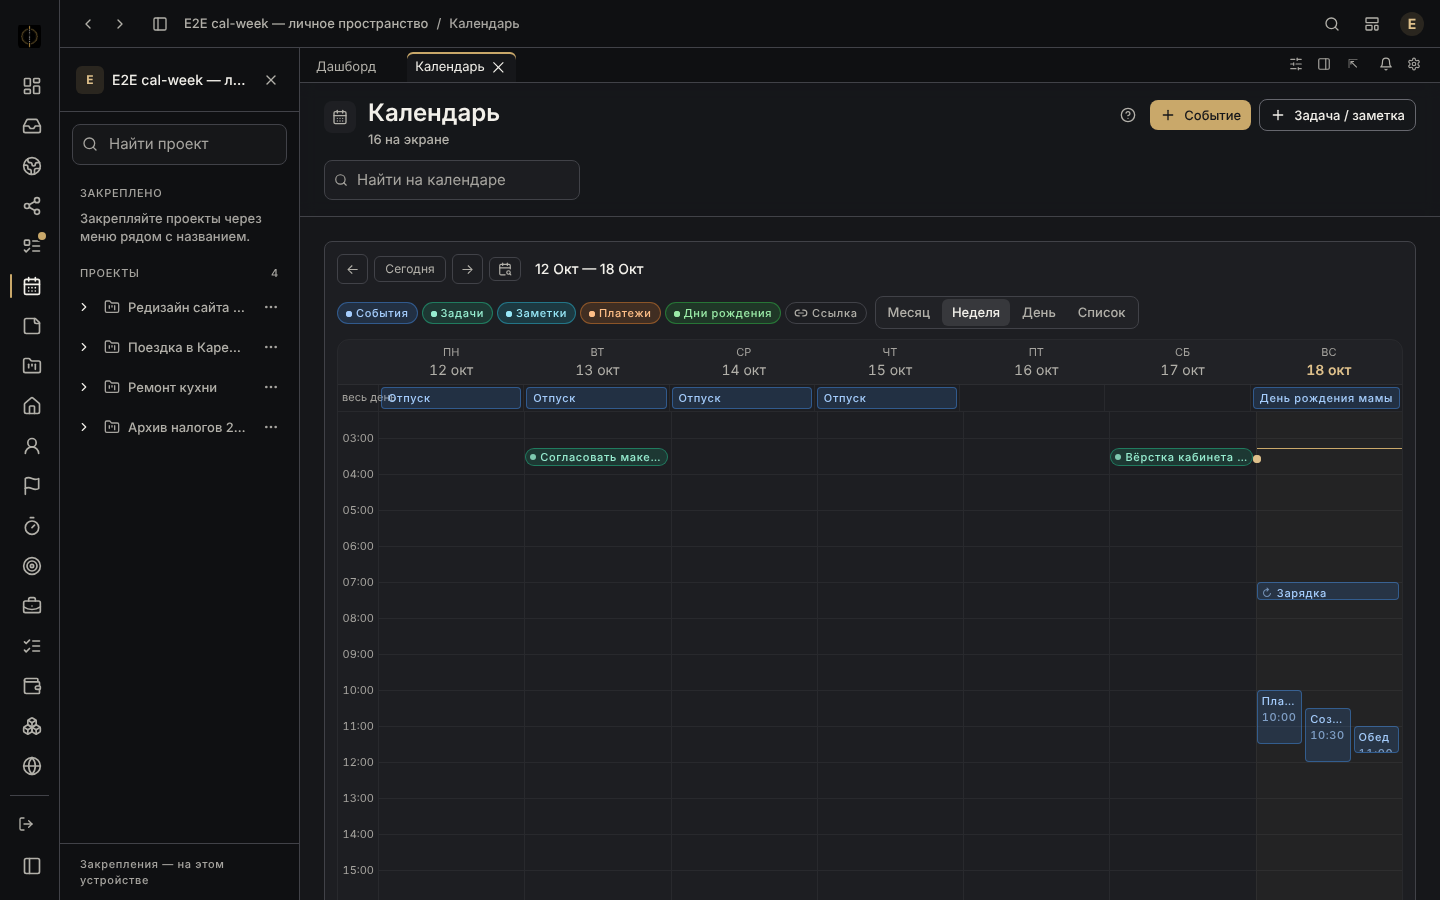 E2E cal-week — личное пространство / Календарь
E
E
E2E cal-week — л...
Найти проект
ЗАКРЕПЛЕНО
Закрепляйте проекты через
меню рядом с названием.
ПРОЕКТЫ 4
Редизайн сайта ...
Поездка в Каре...
Ремонт кухни
Архив налогов 2...
Закрепления — на этом
устройстве
Дашборд
Календарь
Календарь
16 на экране
Событие
Задача / заметка
Найти на календаре
Сегодня
12 Окт — 18 Окт
События
Задачи
Заметки
Платежи
Дни рождения
Ссылка
Месяц
Неделя
День
Список
ПН
12 окт
ВТ
13 окт
СР
14 окт
ЧТ
15 окт
ПТ
16 окт
СБ
17 окт
ВС
18 окт
весь день
Отпуск
Отпуск
Отпуск
Отпуск
День рождения мамы
03:00
Согласовать маке...
Вёрстка кабинета ...
04:00
05:00
06:00
07:00
Зарядка
08:00
09:00
10:00
Пла...
10:00
Соз...
10:30
11:00
Обед
11:00
12:00
13:00
14:00
15:00